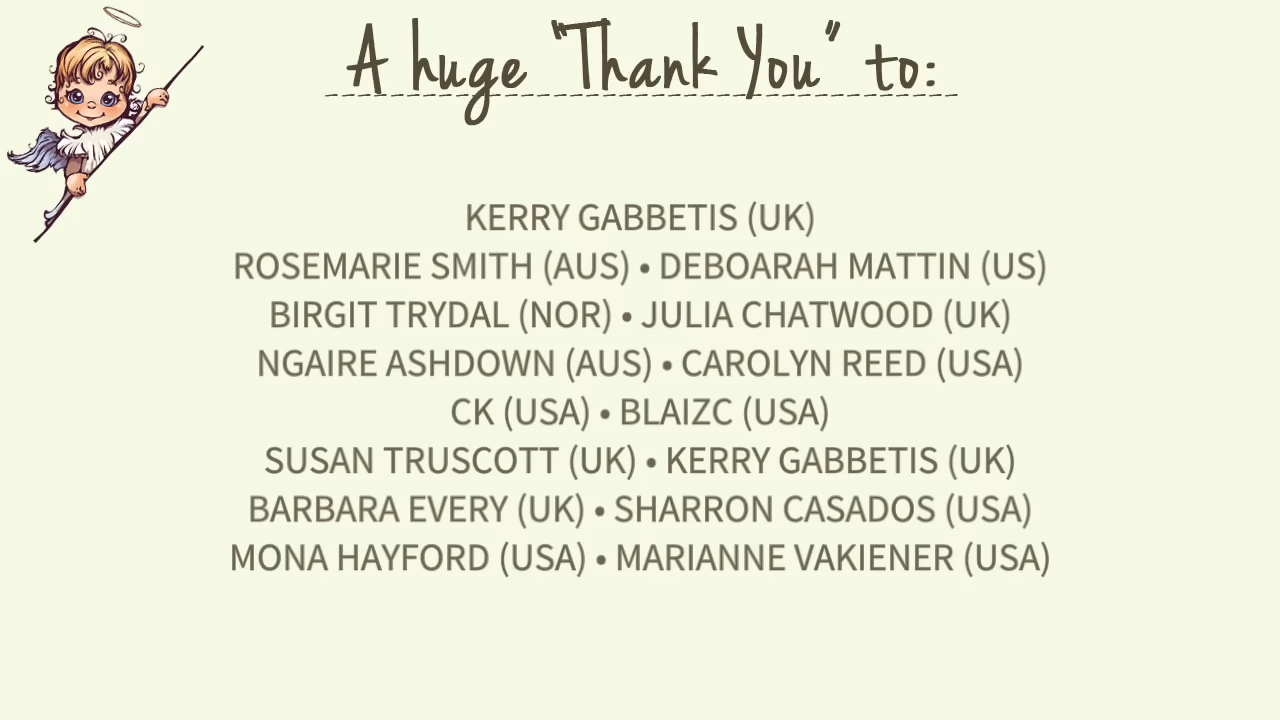 A huge "Thank You" to:
KERRY GABBETIS (UK)
ROSEMARIE SMITH (AUS) • DEBOARAH MATTIN (US)
BIRGIT TRYDAL (NOR) • JULIA CHATWOOD (UK)
NGAIRE ASHDOWN (AUS) • CAROLYN REED (USA)
CK (USA) • BLAIZC (USA)
SUSAN TRUSCOTT (UK) • KERRY GABBETIS (UK)
BARBARA EVERY (UK) • SHARRON CASADOS (USA)
MONA HAYFORD (USA) • MARIANNE VAKIENER (USA)